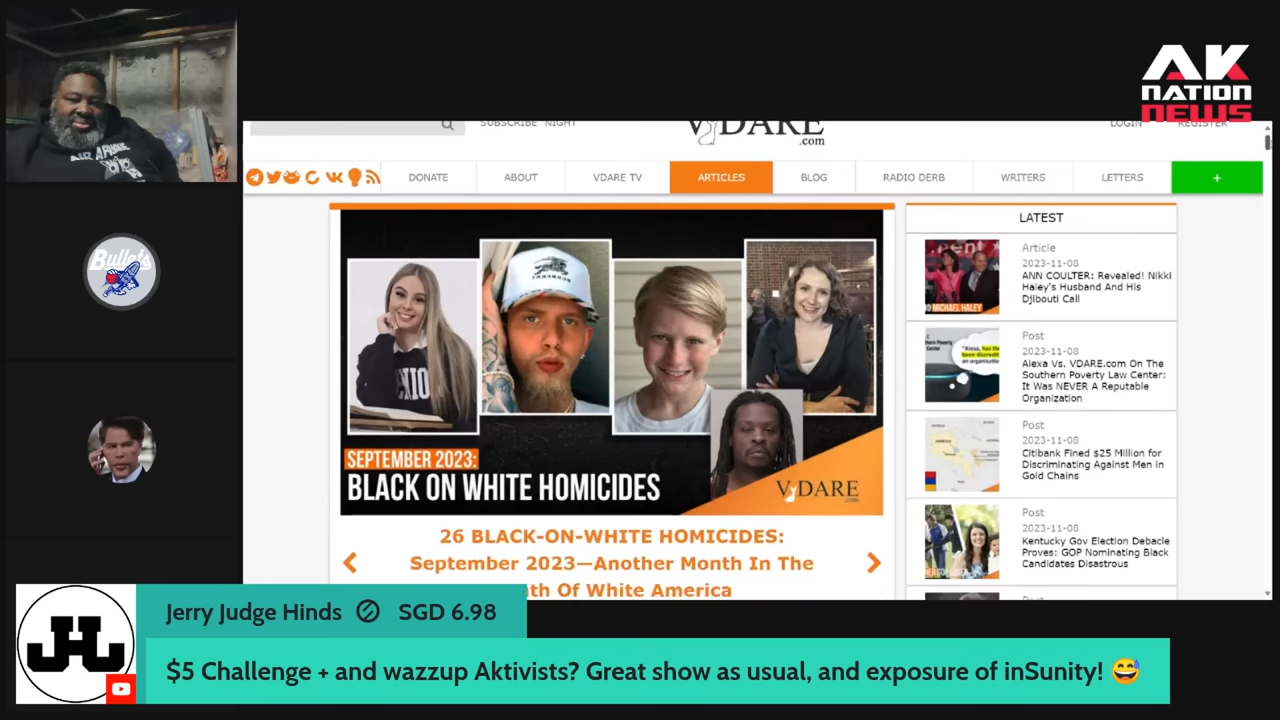 AK
NATION
NEWS
SUBSCRIBE NIGHT
VDARE
.com
LOGIN REGISTER
DONATE ABOUT VDARE TV ARTICLES BLOG RADIO DERB WRITERS LETTERS +
Bullets
SEPTEMBER 2023:
BLACK ON WHITE HOMICIDES
VDARE
26 BLACK-ON-WHITE HOMICIDES:
September 2023—Another Month In The
th Of White America
LATEST
Article
2023-11-08
MICHAEL HALEY
ANN COULTER: Revealed! Nikki
Haley's Husband And His
Djibouti Call
Post
2023-11-08
Alexa Vs. VDARE.com On The
Southern Poverty Law Center:
It Was NEVER A Reputable
Organization
Post
2023-11-08
Citibank Fined $25 Million for
Discriminating Against Men in
Gold Chains
Post
2023-11-08
Kentucky Gov Election Debacle
Proves: GOP Nominating Black
Candidates Disastrous
Jerry Judge Hinds SGD 6.98
$5 Challenge + and wazzup Aktivists? Great show as usual, and exposure of inSunity! 😅